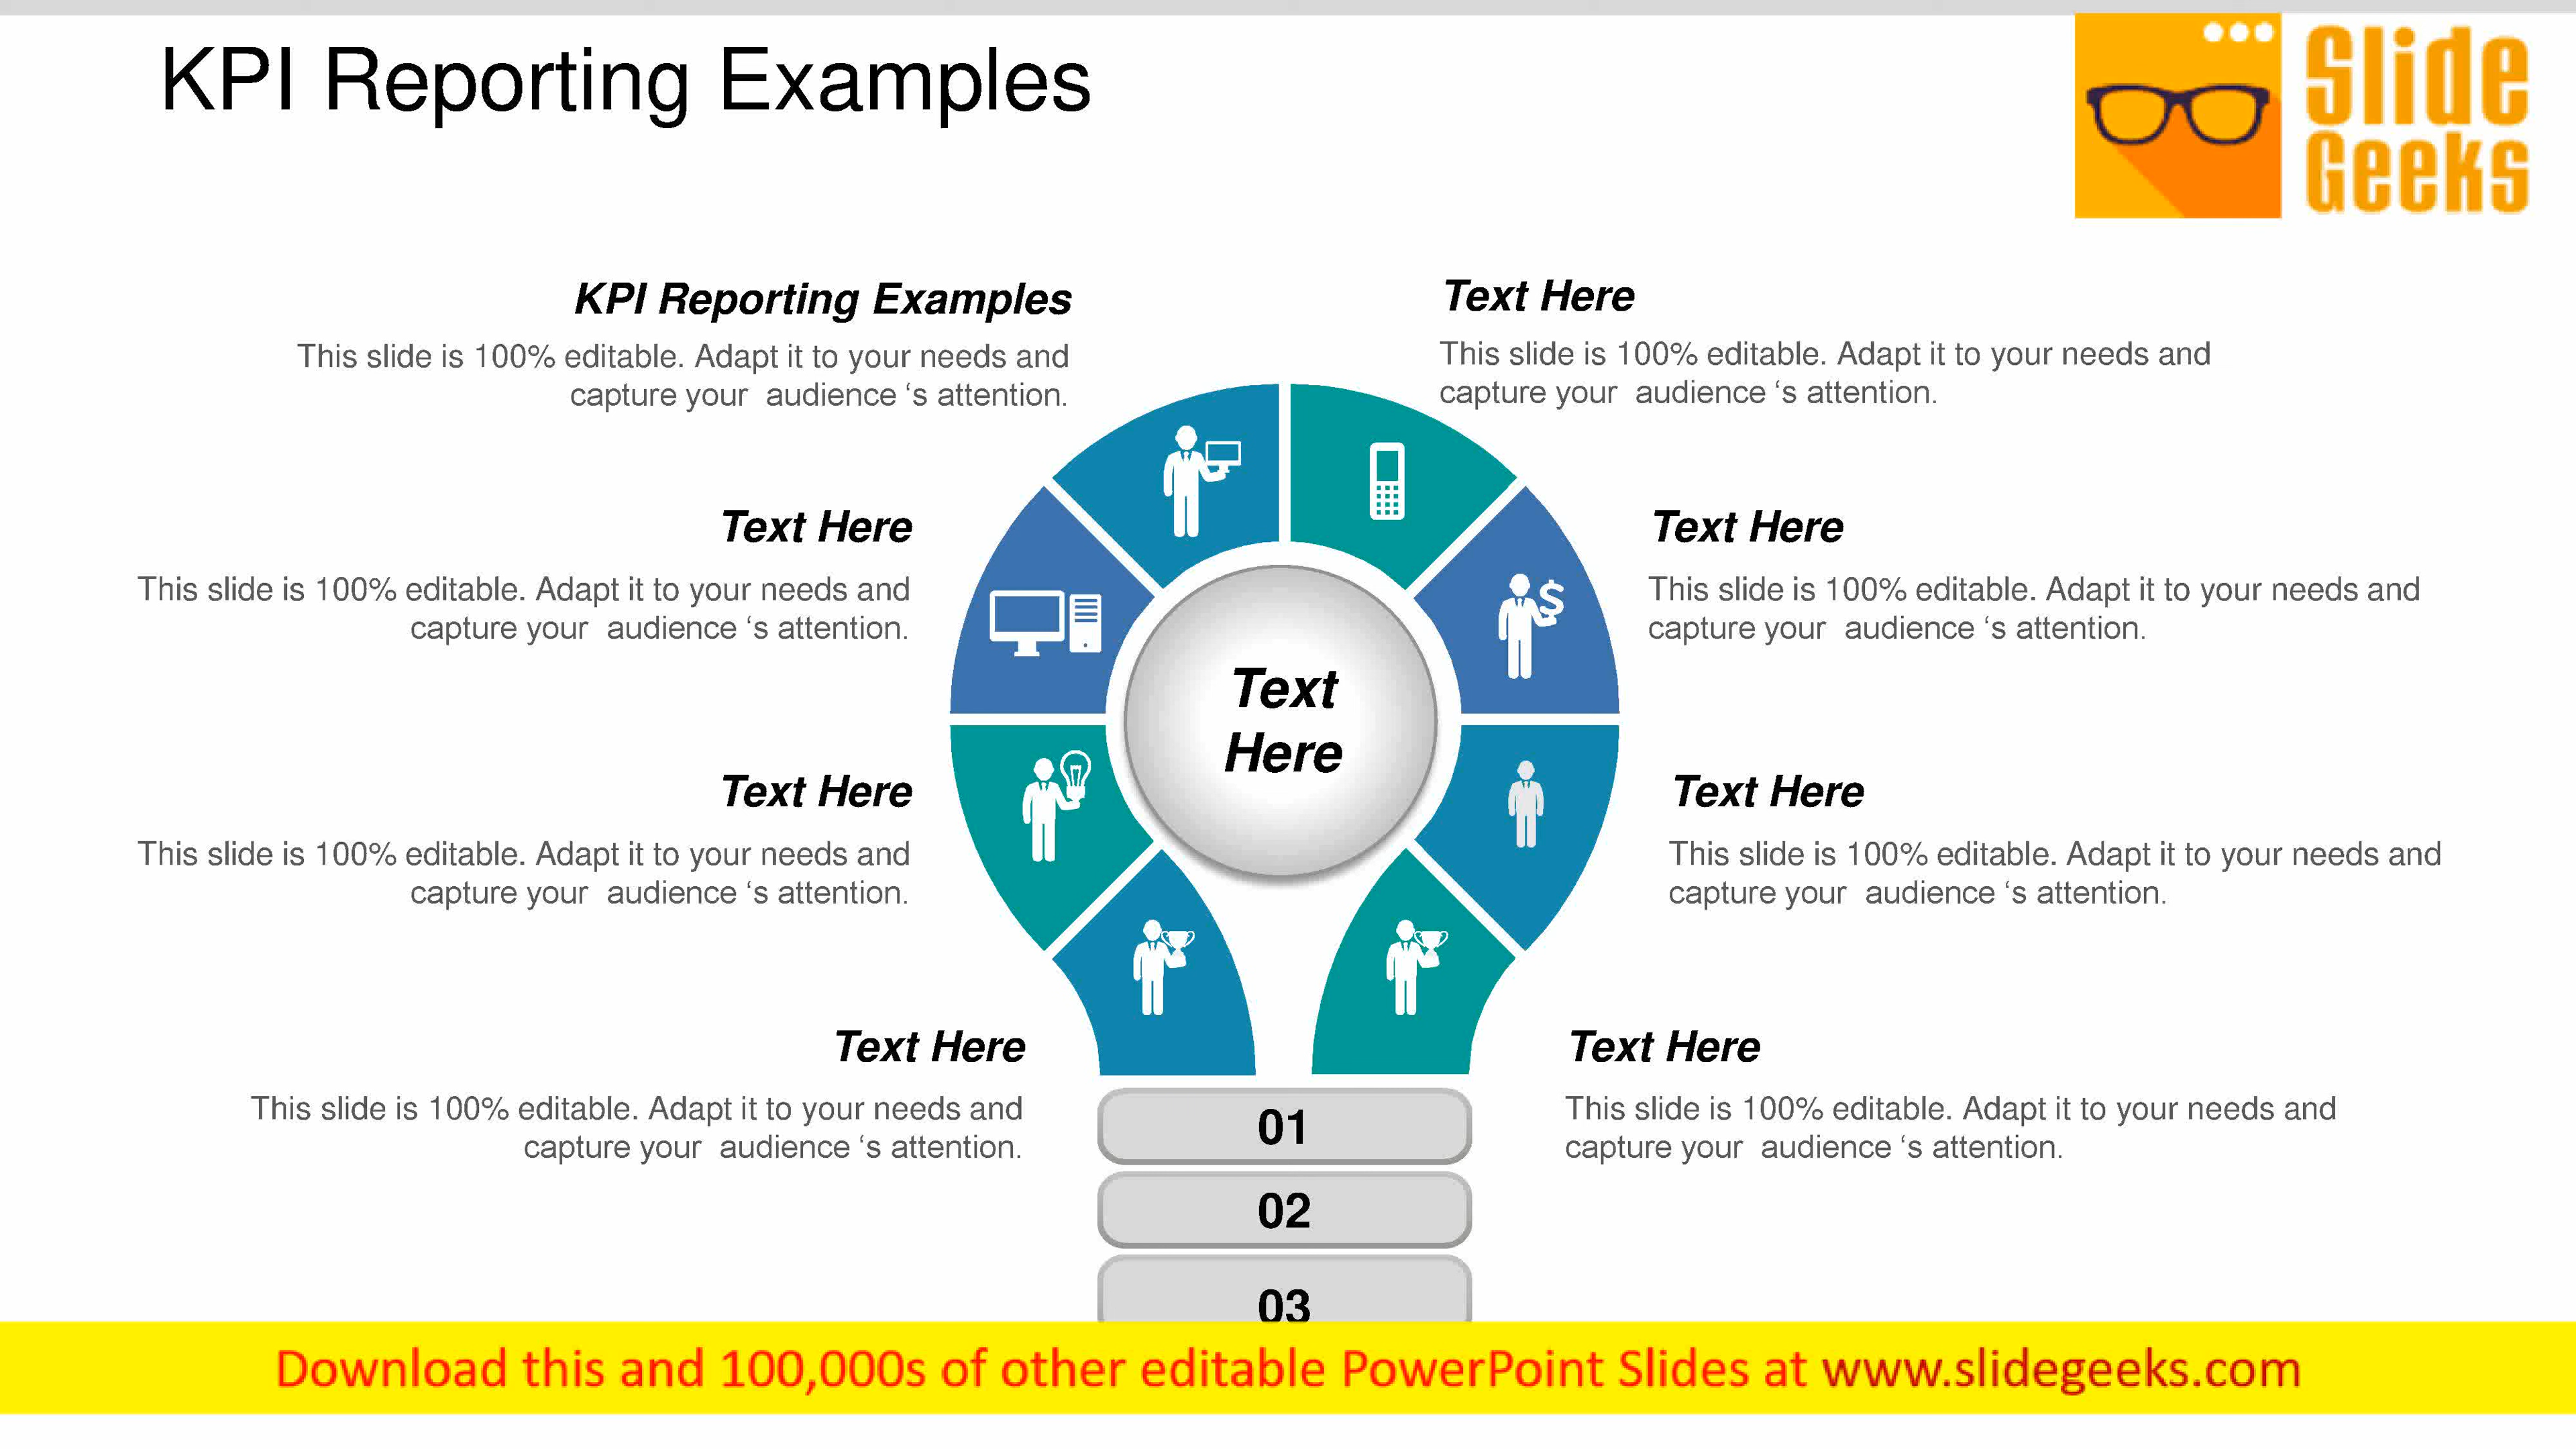 KPI Reporting Examples
Slide
Geeks
KPI Reporting Examples
This slide is 100% editable. Adapt it to your needs and
capture your audience ‘s attention.
Text Here
This slide is 100% editable. Adapt it to your needs and
capture your audience ‘s attention.
Text Here
This slide is 100% editable. Adapt it to your needs and
capture your audience ‘s attention.
Text Here
This slide is 100% editable. Adapt it to your needs and
capture your audience ‘s attention.
$
Text
Here
Text Here
This slide is 100% editable. Adapt it to your needs and
capture your audience ‘s attention.
Text Here
This slide is 100% editable. Adapt it to your needs and
capture your audience ‘s attention.
Text Here
This slide is 100% editable. Adapt it to your needs and
capture your audience ‘s attention.
Text Here
This slide is 100% editable. Adapt it to your needs and
capture your audience ‘s attention.
01
02
03
Download this and 100,000s of other editable PowerPoint Slides at www.slidegeeks.com